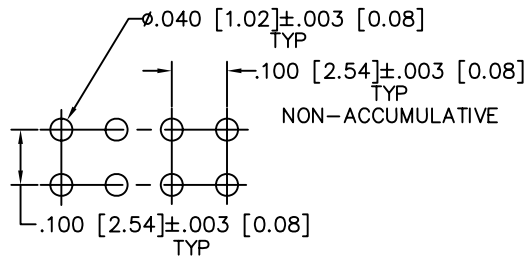 ø.040 [1.02]±.003 [0.08]
TYP
.100 [2.54]±.003 [0.08]
TYP
NON-ACCUMULATIVE
.100 [2.54]±.003 [0.08]
TYP